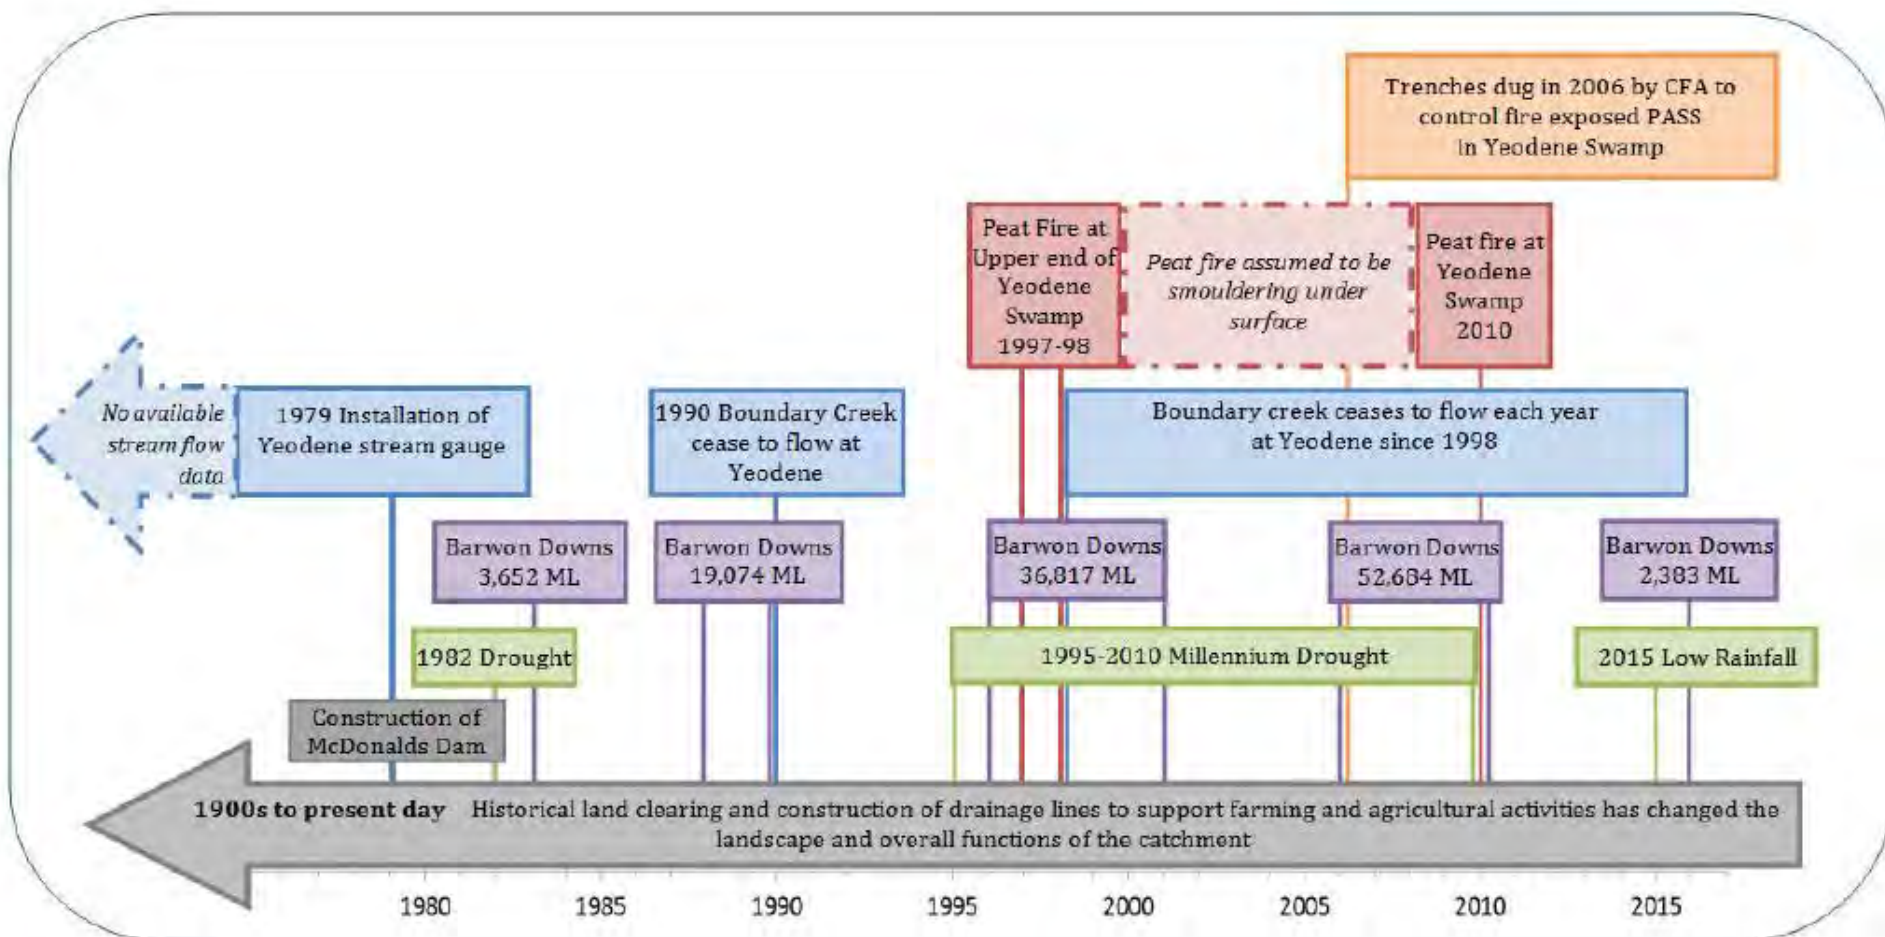 Trenches dug in 2006 by CFA to
control fire exposed PASS
in Yeodene Swamp
Peat Fire at
Upper end of
Yeodene
Swamp
1997-98
Peat fire assumed to be
smouldering under
surface
Peat fire at
Yeodene
Swamp
2010
No available
stream flow
data
1979 Installation of
Yeodene stream gauge
1990 Boundary Creek
cease to flow at
Yeodene
Boundary creek ceases to flow each year
at Yeodene since 1998
Barwon Downs
3,652 ML
Barwon Downs
19,074 ML
Barwon Downs
36,817 ML
Barwon Downs
52,684 ML
Barwon Downs
2,383 ML
1982 Drought
1995-2010 Millennium Drought
2015 Low Rainfall
Construction of
McDonalds Dam
1900s to present day Historical land clearing and construction of drainage lines to support farming and agricultural activities has changed the
landscape and overall functions of the catchment
1980 1985 1990 1995 2000 2005 2010 2015